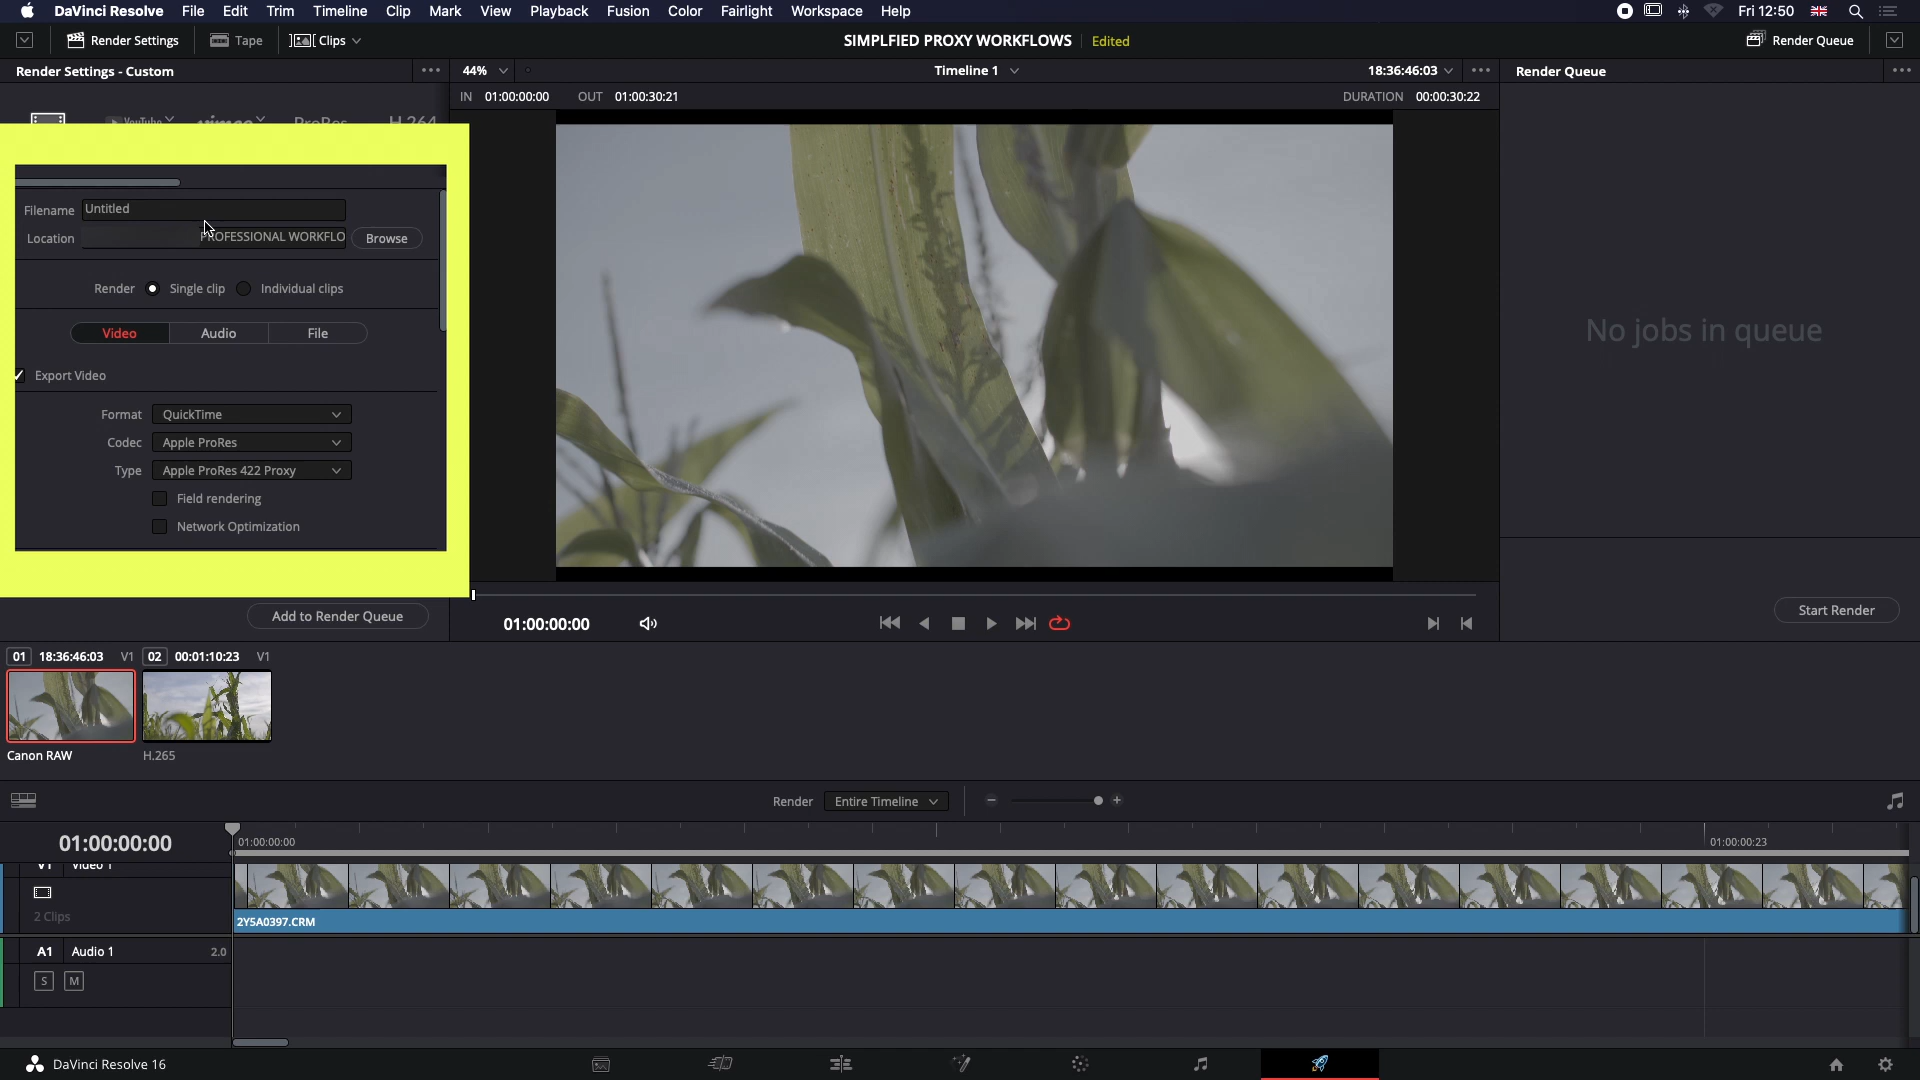 DaVinci Resolve File Edit Trim Timeline Clip Mark View Playback Fusion Color Fairlight Workspace Help Fri 12:50
Render Settings Tape Clips SIMPLFIED PROXY WORKFLOWS Edited Render Queue
Render Settings - Custom 44% Timeline 1 18:36:46:03 Render Queue
IN 01:00:00:00 OUT 01:00:30:21 DURATION 00:00:30:22
YouTube vimeo ProRes H.264
Filename Untitled
Location PROFESSIONAL WORKFLO Browse
Render Single clip Individual clips
Video Audio File
Export Video
Format QuickTime
Codec Apple ProRes
Type Apple ProRes 422 Proxy
Field rendering
Network Optimization
No jobs in queue
Add to Render Queue
Start Render
01:00:00:00
01 18:36:46:03 V1 02 00:01:10:23 V1
Canon RAW H.265
Render Entire Timeline
01:00:00:00 01:00:00:00 01:00:00:23
V1 Video 1
2 Clips
2Y5A0397.CRM
A1 Audio 1 2.0
S M
DaVinci Resolve 16